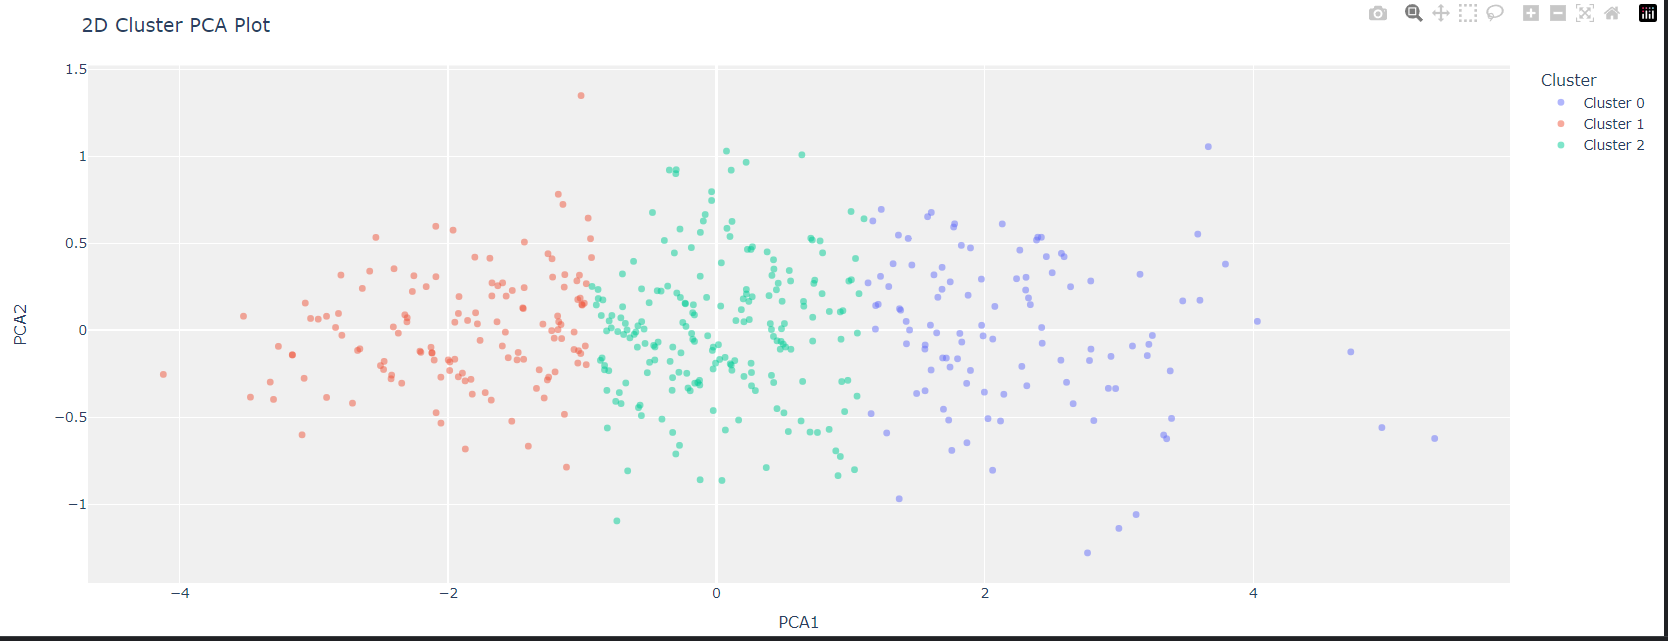 2D Cluster PCA Plot
Cluster
Cluster 0
Cluster 1
Cluster 2
PCA2
1.5
1
0.5
0
−0.5
−1
−4
−2
0
2
4
PCA1